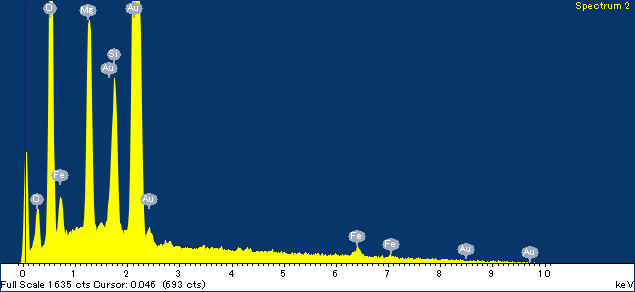 Spectrum 2
O Mg Au
Si
Au
Fe
Au
Fe Fe Au Au
0 1 2 3 4 5 6 7 8 9 10
Full Scale 1635 cts Cursor: 0.046 (693 cts) keV